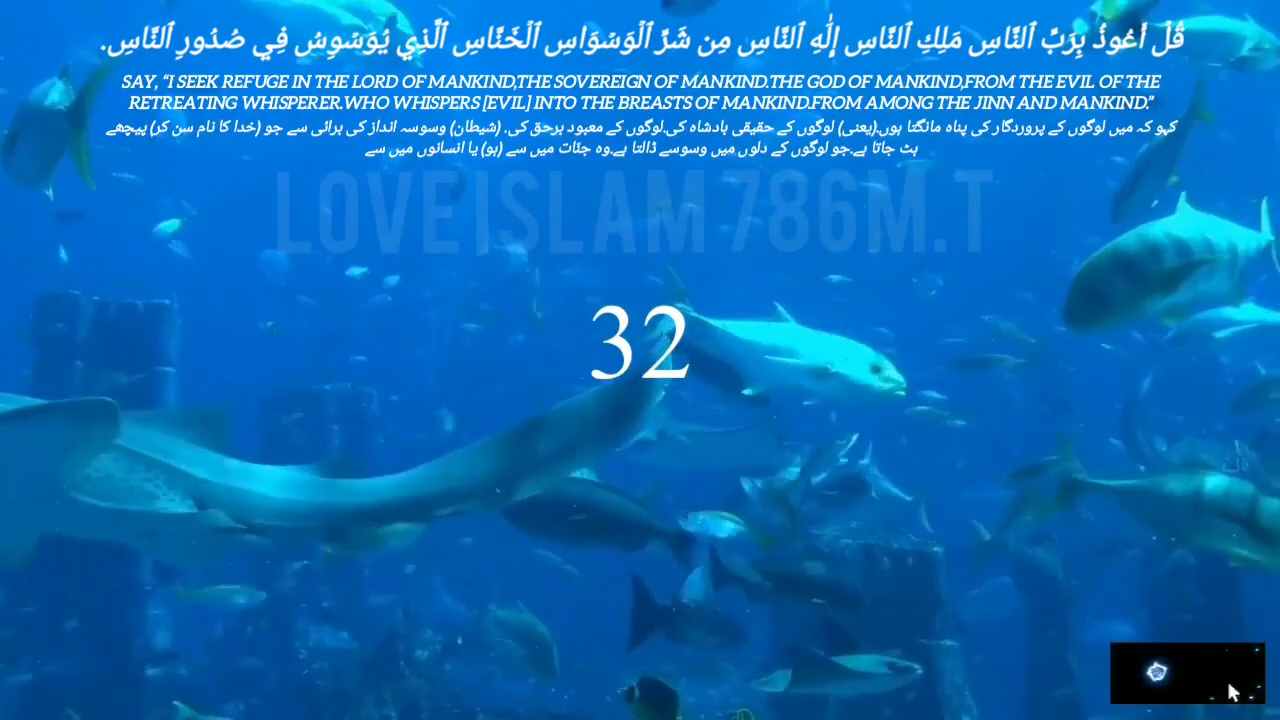 قُلْ أَعُوذُ بِرَبِّ ٱلنَّاسِ مَلِكِ ٱلنَّاسِ إِلَٰهِ ٱلنَّاسِ مِن شَرِّ ٱلْوَسْوَاسِ ٱلْخَنَّاسِ ٱلَّذِي يُوَسْوِسُ فِي صُدُورِ ٱلنَّاسِ.
SAY, “I SEEK REFUGE IN THE LORD OF MANKIND,THE SOVEREIGN OF MANKIND.THE GOD OF MANKIND,FROM THE EVIL OF THE
RETREATING WHISPERER.WHO WHISPERS [EVIL] INTO THE BREASTS OF MANKIND.FROM AMONG THE JINN AND MANKIND.”
کہو کہ میں لوگوں کے پروردگار کی پناہ مانگتا ہوں.(یعنی) لوگوں کے حقیقی بادشاہ کی.لوگوں کے معبود برحق کی. (شیطان) وسوسہ انداز کی برائی سے جو (خدا کا نام سن کر) پیچھے
ہٹ جاتا ہے.جو لوگوں کے دلوں میں وسوسے ڈالتا ہے.وہ جنّات میں سے (ہو) یا انسانوں میں سے
LOVE ISLAM 786M.T
32